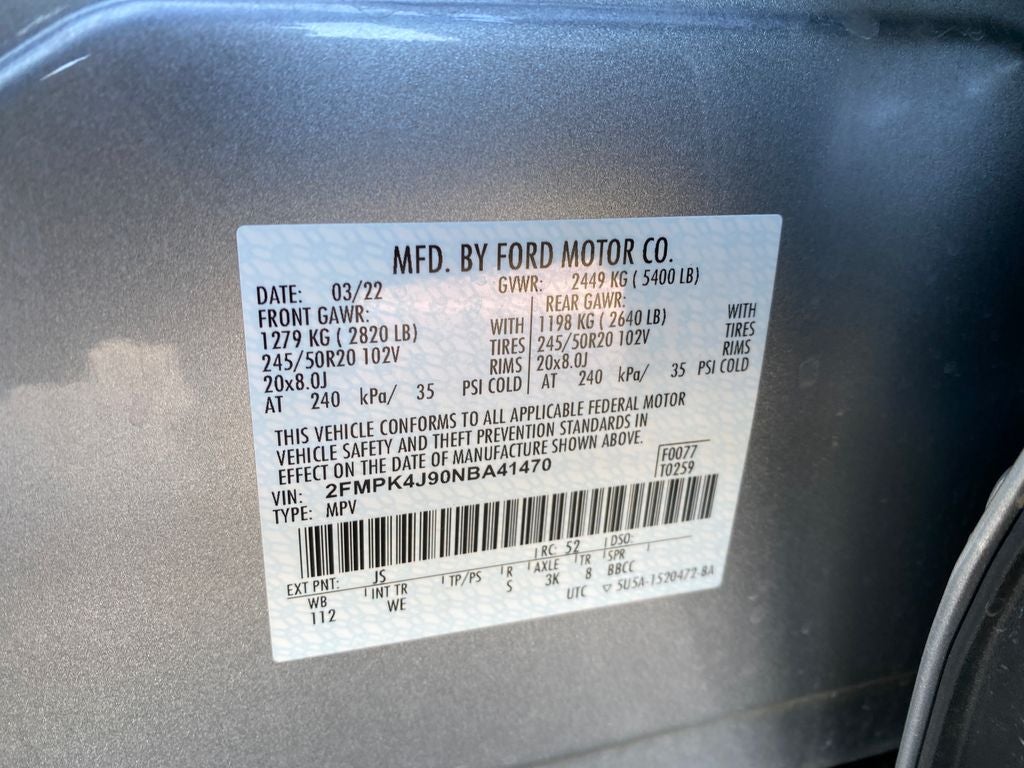 MFD. BY FORD MOTOR CO.
DATE: 03/22
GVWR: 2449 KG ( 5400 LB)
FRONT GAWR:
1279 KG ( 2820 LB)
WITH
245/50R20 102V
TIRES
20x8.0J
RIMS
AT 240 kPa/ 35 PSI COLD
REAR GAWR:
1198 KG ( 2640 LB)
WITH
245/50R20 102V
TIRES
20x8.0J
RIMS
AT 240 kPa/ 35 PSI COLD
THIS VEHICLE CONFORMS TO ALL APPLICABLE FEDERAL MOTOR
VEHICLE SAFETY AND THEFT PREVENTION STANDARDS IN
EFFECT ON THE DATE OF MANUFACTURE SHOWN ABOVE.
VIN: 2FMPK4J90NBA41470
TYPE: MPV
F0077
T0259
EXT PNT: JS
RC: 52
DSO:
WB
INT TR
TP/PS
R
AXLE
TR
SPR
112
WE
S
3K
8
BBCC
UTC ▽ 5U5A-1520472-BA